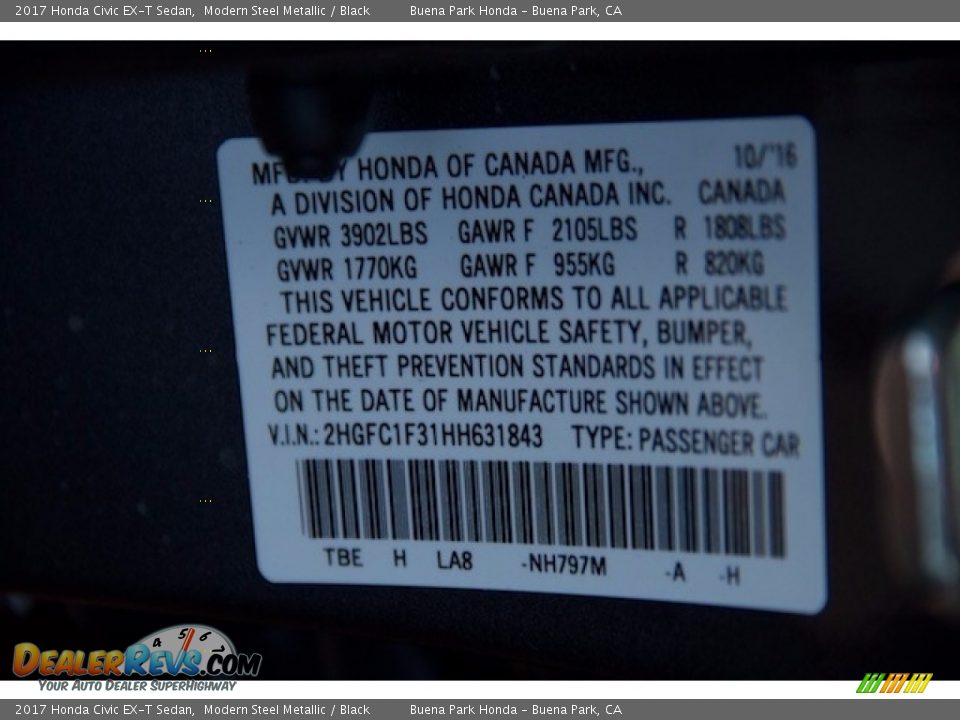 2017 Honda Civic EX-T Sedan, Modern Steel Metallic / Black Buena Park Honda - Buena Park, CA
10/'16
HONDA OF CANADA MFG.,
A DIVISION OF HONDA CANADA INC. CANADA
GVWR 3902LBS GAWR F 2105LBS R 1808LBS
GVWR 1770KG GAWR F 955KG R 820KG
THIS VEHICLE CONFORMS TO ALL APPLICABLE
FEDERAL MOTOR VEHICLE SAFETY, BUMPER,
AND THEFT PREVENTION STANDARDS IN EFFECT
ON THE DATE OF MANUFACTURE SHOWN ABOVE.
V.I.N.: 2HGFC1F31HH631843 TYPE: PASSENGER CAR
TBE H LA8 -NH797M -A -H
4 5 6 7
DEALERREVS.COM
YOUR AUTO DEALER SUPERHIGHWAY
2017 Honda Civic EX-T Sedan, Modern Steel Metallic / Black Buena Park Honda - Buena Park, CA